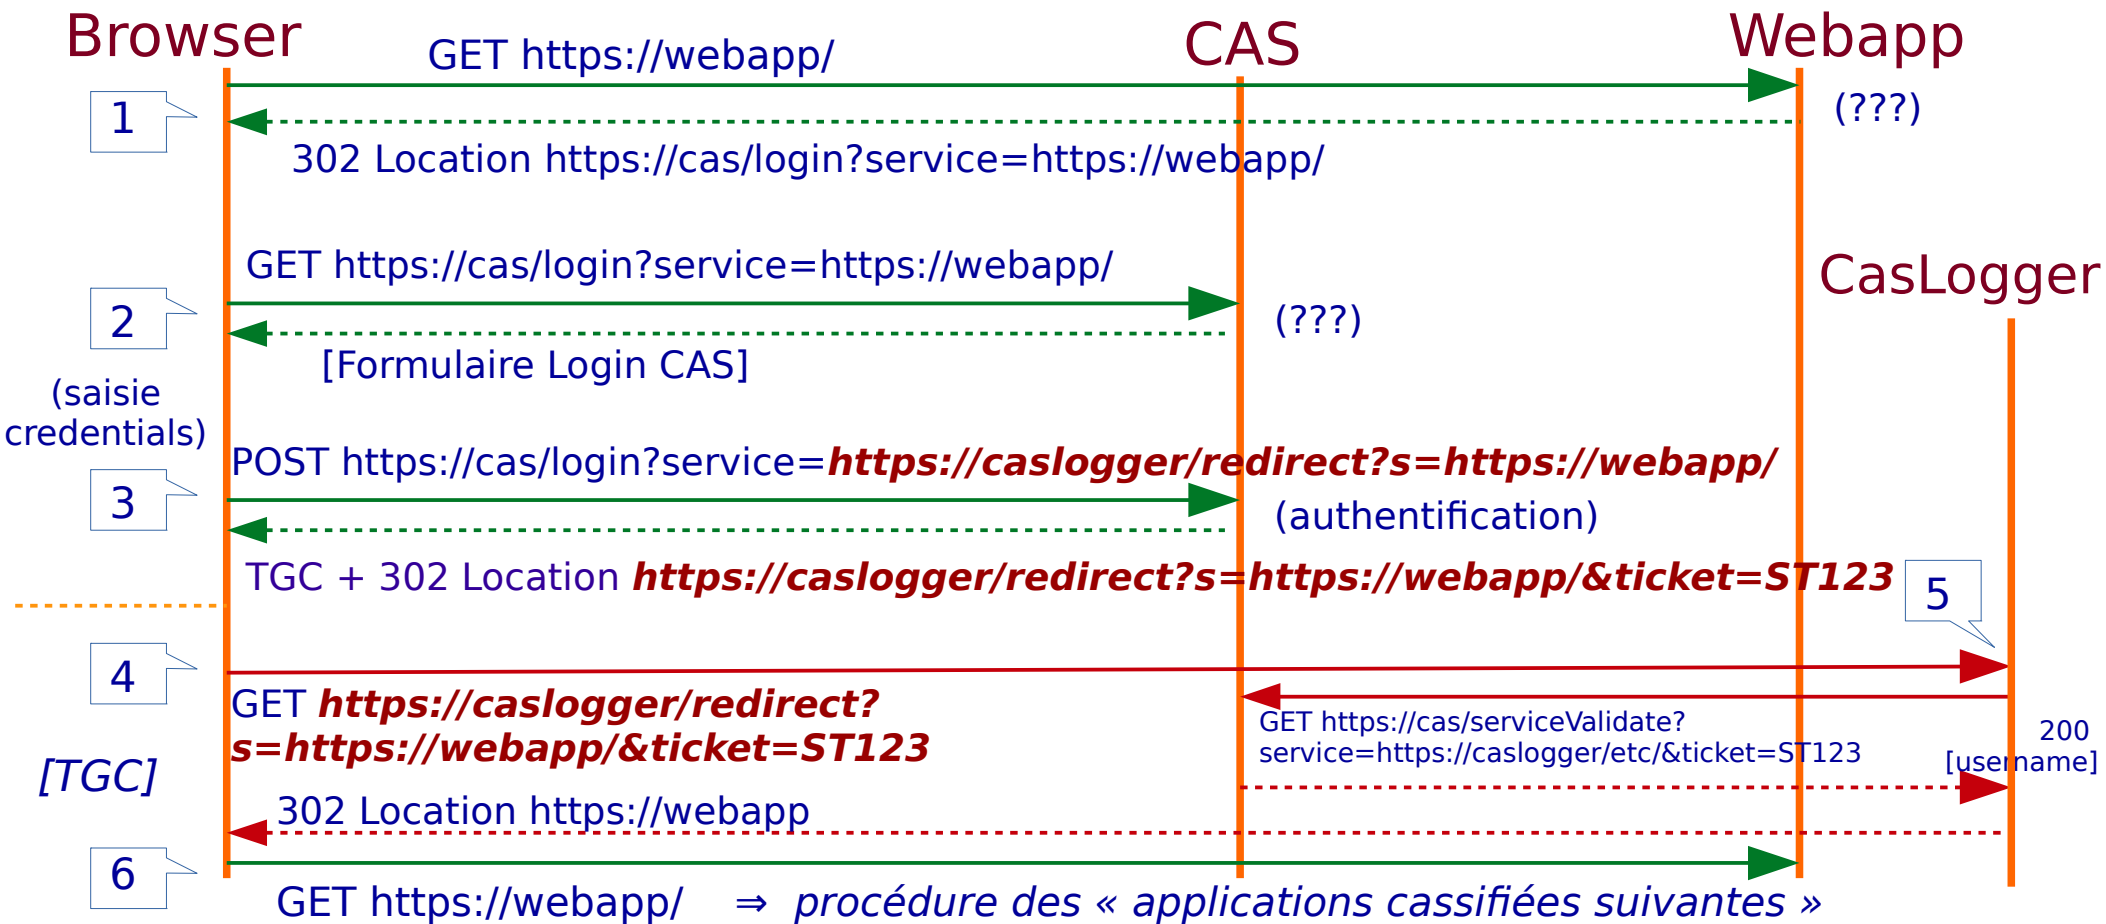 Browser
CAS
Webapp
GET https://webapp/
1
(???)
302 Location https://cas/login?service=https://webapp/
GET https://cas/login?service=https://webapp/
CasLogger
2
(???)
[Formulaire Login CAS]
(saisie
credentials)
POST https://cas/login?service=https://caslogger/redirect?s=https://webapp/
3
(authentification)
TGC + 302 Location https://caslogger/redirect?s=https://webapp/&ticket=ST123
5
4
GET https://caslogger/redirect?
s=https://webapp/&ticket=ST123
GET https://cas/serviceValidate?
service=https://caslogger/etc/&ticket=ST123
200
[username]
[TGC]
302 Location https://webapp
6
GET https://webapp/ ⇒ procédure des « applications cassifiées suivantes »